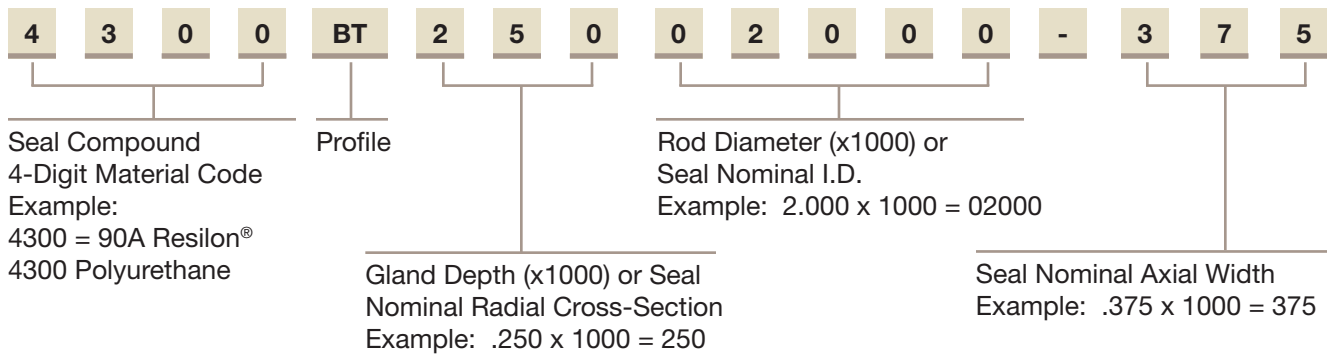 4 3 0 0 BT 2 5 0 0 2 0 0 0 - 3 7 5
Seal Compound
4-Digit Material Code
Example:
4300 = 90A Resilon®
4300 Polyurethane
Profile
Gland Depth (x1000) or Seal
Nominal Radial Cross-Section
Example: .250 x 1000 = 250
Rod Diameter (x1000) or
Seal Nominal I.D.
Example: 2.000 x 1000 = 02000
Seal Nominal Axial Width
Example: .375 x 1000 = 375